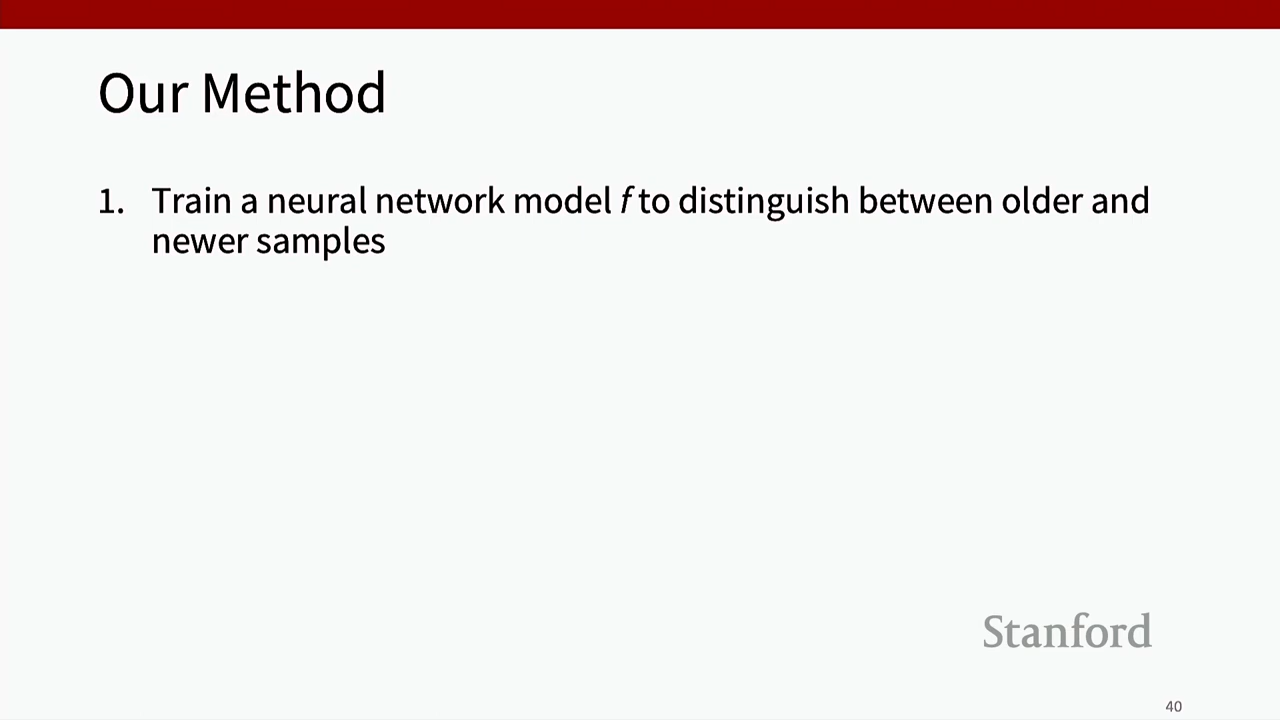 Our Method
1. Train a neural network model f to distinguish between older and
newer samples
Stanford
40